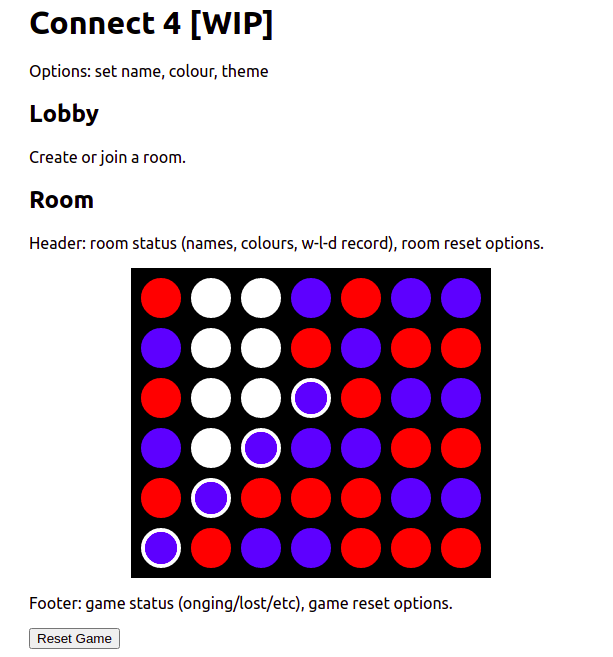 Connect 4 [WIP]
Options: set name, colour, theme
Lobby
Create or join a room.
Room
Header: room status (names, colours, w-l-d record), room reset options.
Footer: game status (onging/lost/etc), game reset options.
Reset Game